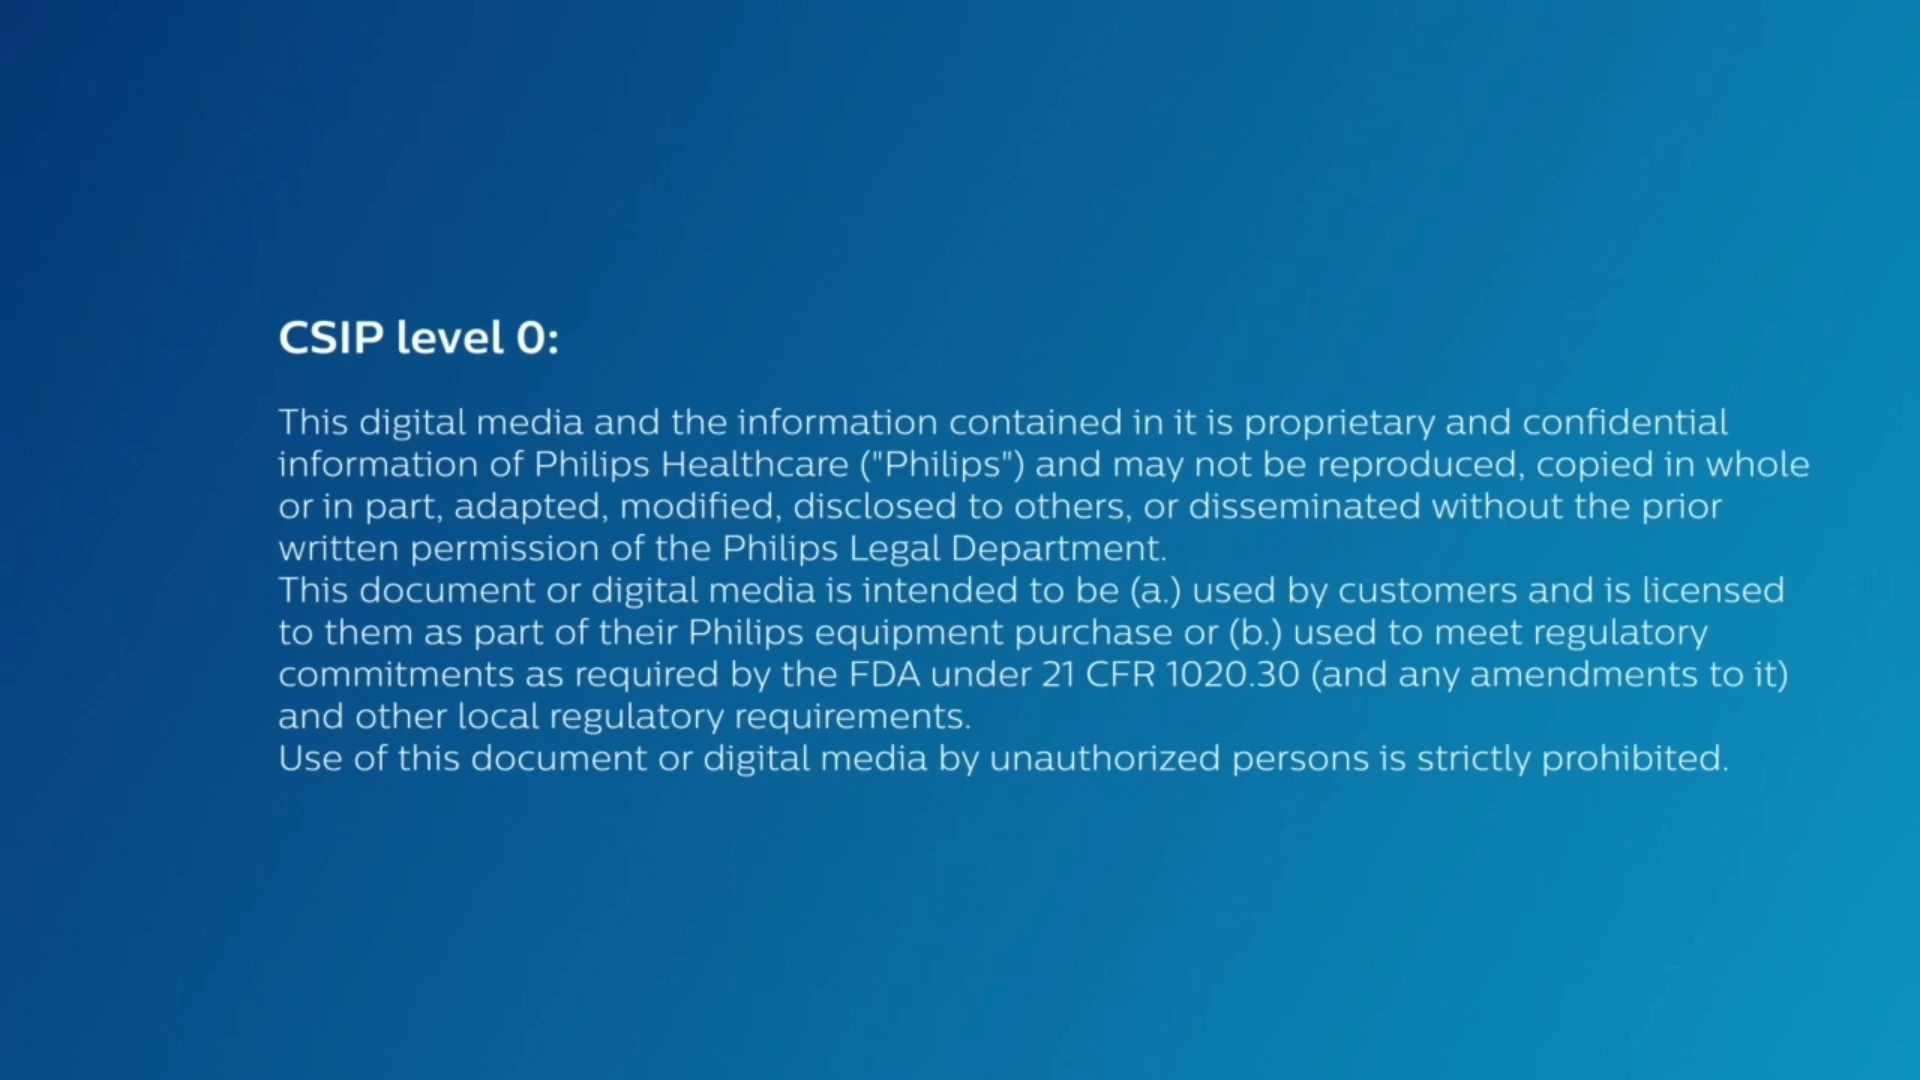 CSIP level 0:
This digital media and the information contained in it is proprietary and confidential
information of Philips Healthcare ("Philips") and may not be reproduced, copied in whole
or in part, adapted, modified, disclosed to others, or disseminated without the prior
written permission of the Philips Legal Department.
This document or digital media is intended to be (a.) used by customers and is licensed
to them as part of their Philips equipment purchase or (b.) used to meet regulatory
commitments as required by the FDA under 21 CFR 1020.30 (and any amendments to it)
and other local regulatory requirements.
Use of this document or digital media by unauthorized persons is strictly prohibited.